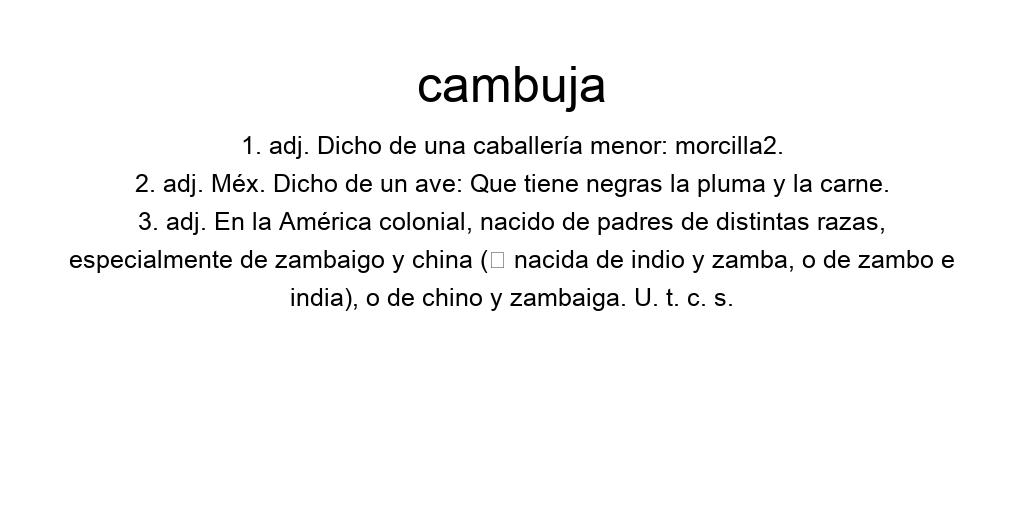 cambuja
1. adj. Dicho de una caballería menor: morcilla2.
2. adj. Méx. Dicho de un ave: Que tiene negras la pluma y la carne.
3. adj. En la América colonial, nacido de padres de distintas razas,
especialmente de zambaigo y china (□ nacida de indio y zamba, o de zambo e
india), o de chino y zambaiga. U. t. c. s.